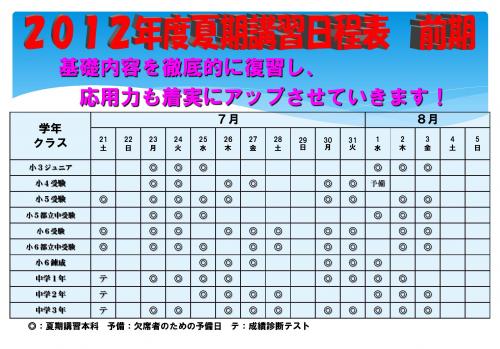 2012年度夏期講習日程表　前期
基礎内容を徹底的に復習し、
応用力も着実にアップさせていきます！
学年クラス 7月 8月
21 22 23 24 25 26 27 28 29 30 31 1 2 3 4 5
土 日 月 火 水 木 金 土 日 月 火 水 木 金 土 日
小3ジュニア ◎ ◎ ◎ ◎ ◎ ◎
小4受験 ◎ ◎ ◎ ◎ ◎ ◎ 予備
小5受験 ◎ ◎ ◎ ◎ ◎ ◎ ◎ ◎ ◎ ◎
小5都立中受験 ◎ ◎ ◎ ◎ ◎ ◎
小6受験 ◎ ◎ ◎ ◎ ◎ ◎ ◎ ◎ ◎ ◎ ◎
小6都立中受験 ◎ ◎ ◎ ◎ ◎ ◎ ◎ ◎ ◎ ◎ ◎
小6錬成 ◎ ◎ ◎ ◎ ◎ ◎
中学1年 テ ◎ ◎ ◎ ◎ ◎ ◎ ◎ ◎
中学2年 テ ◎ ◎ ◎ ◎ ◎ ◎ ◎ ◎
中学3年 テ ◎ ◎ ◎ ◎ ◎ ◎ ◎ ◎ ◎ ◎
◎：夏期講習本科　予備：欠席者のための予備日　テ：成績診断テスト